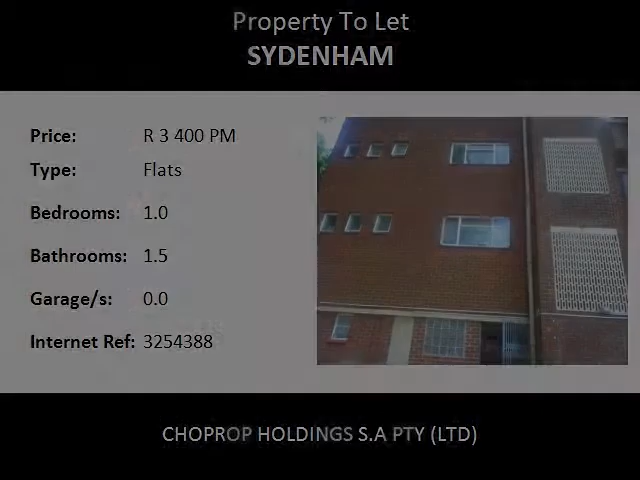 Property To Let
SYDENHAM
Price: R 3 400 PM
Type: Flats
Bedrooms: 1.0
Bathrooms: 1.5
Garage/s: 0.0
Internet Ref: 3254388
CHOPROP HOLDINGS S.A PTY (LTD)